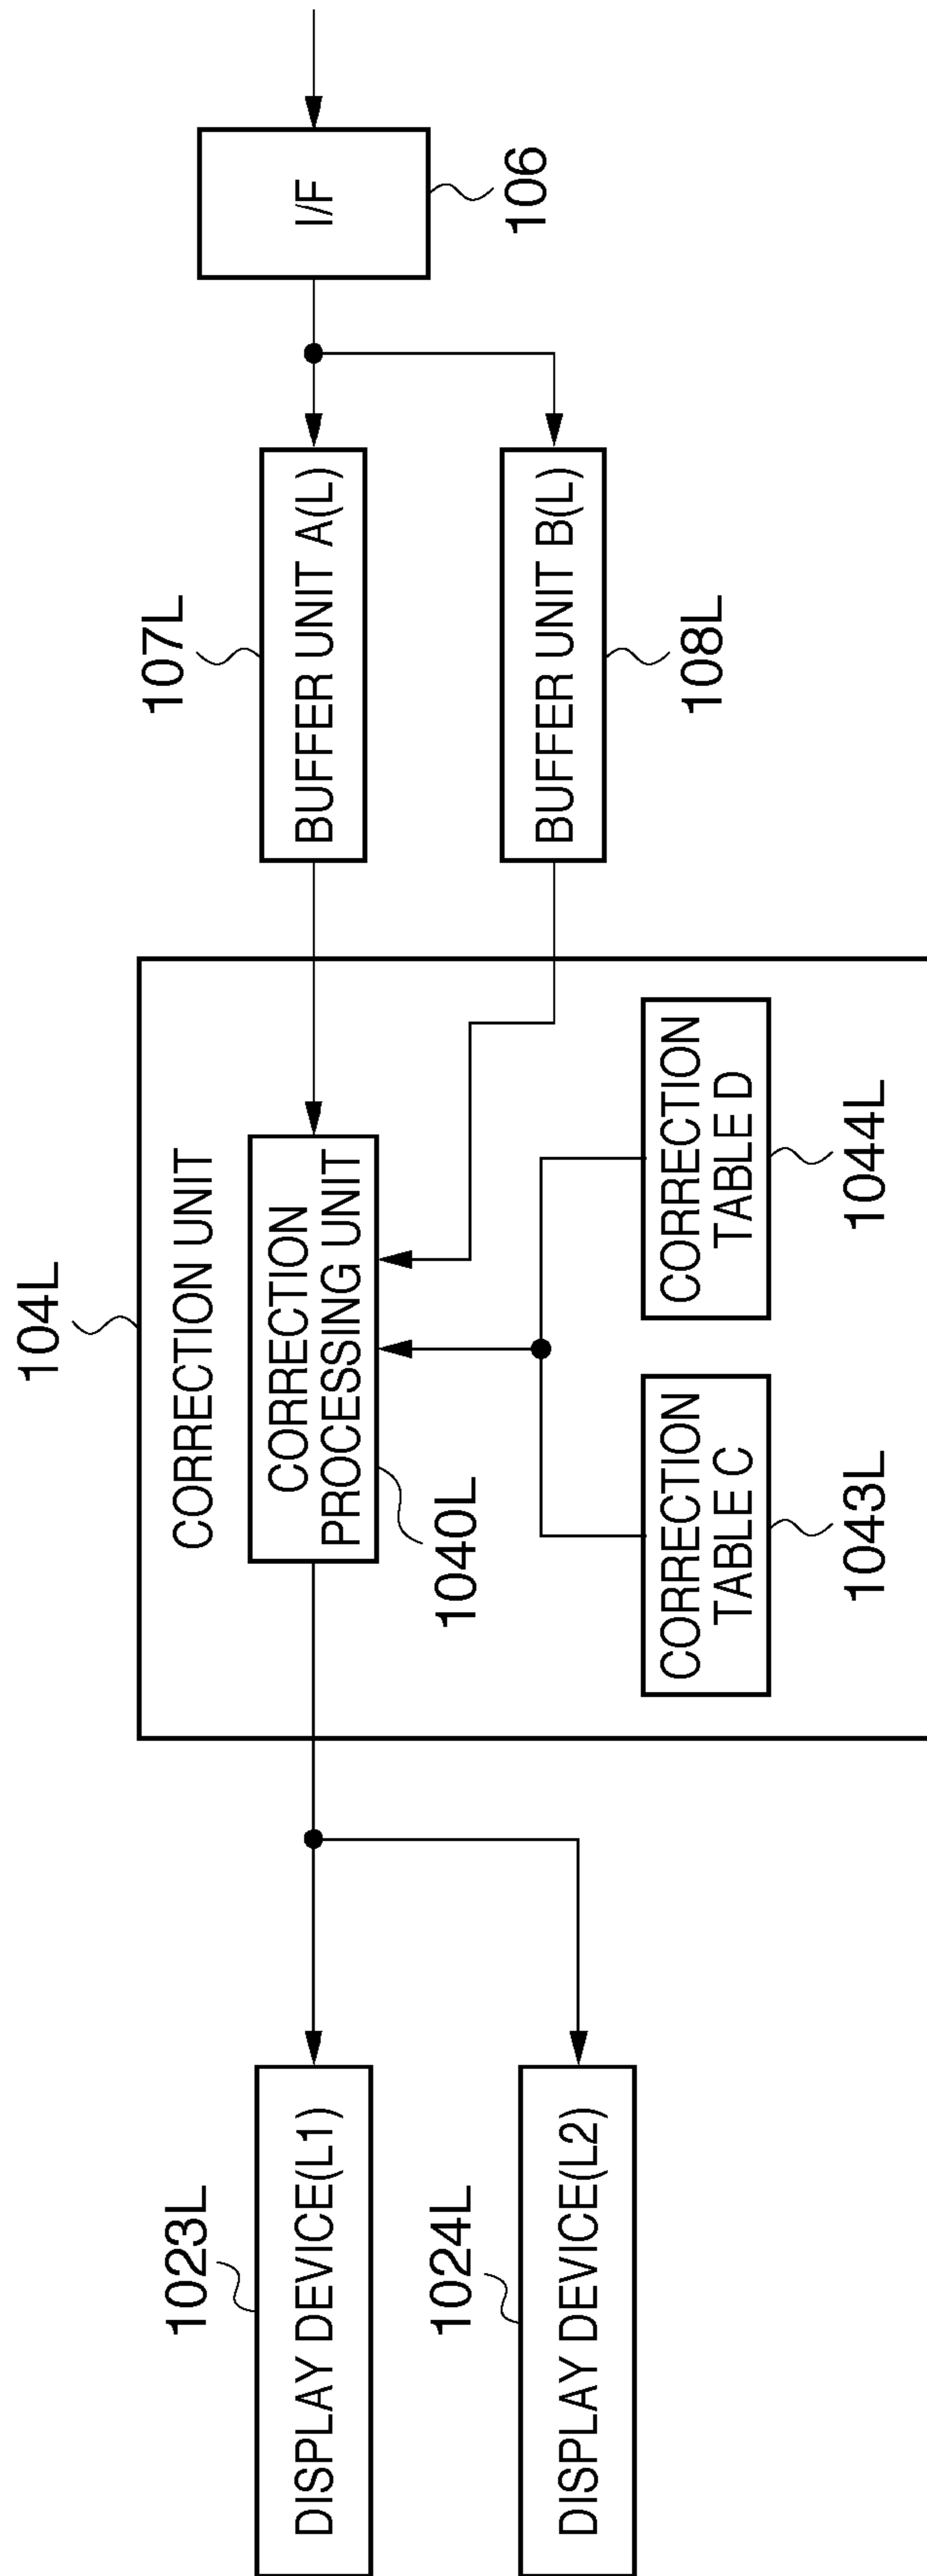 104L
CORRECTION UNIT
1023L
DISPLAY DEVICE(L1)
CORRECTION
PROCESSING UNIT
1040L
107L
BUFFER UNIT A(L)
I/F
106
1024L
DISPLAY DEVICE(L2)
BUFFER UNIT B(L)
108L
CORRECTION
TABLE C
1043L
CORRECTION
TABLE D
1044L